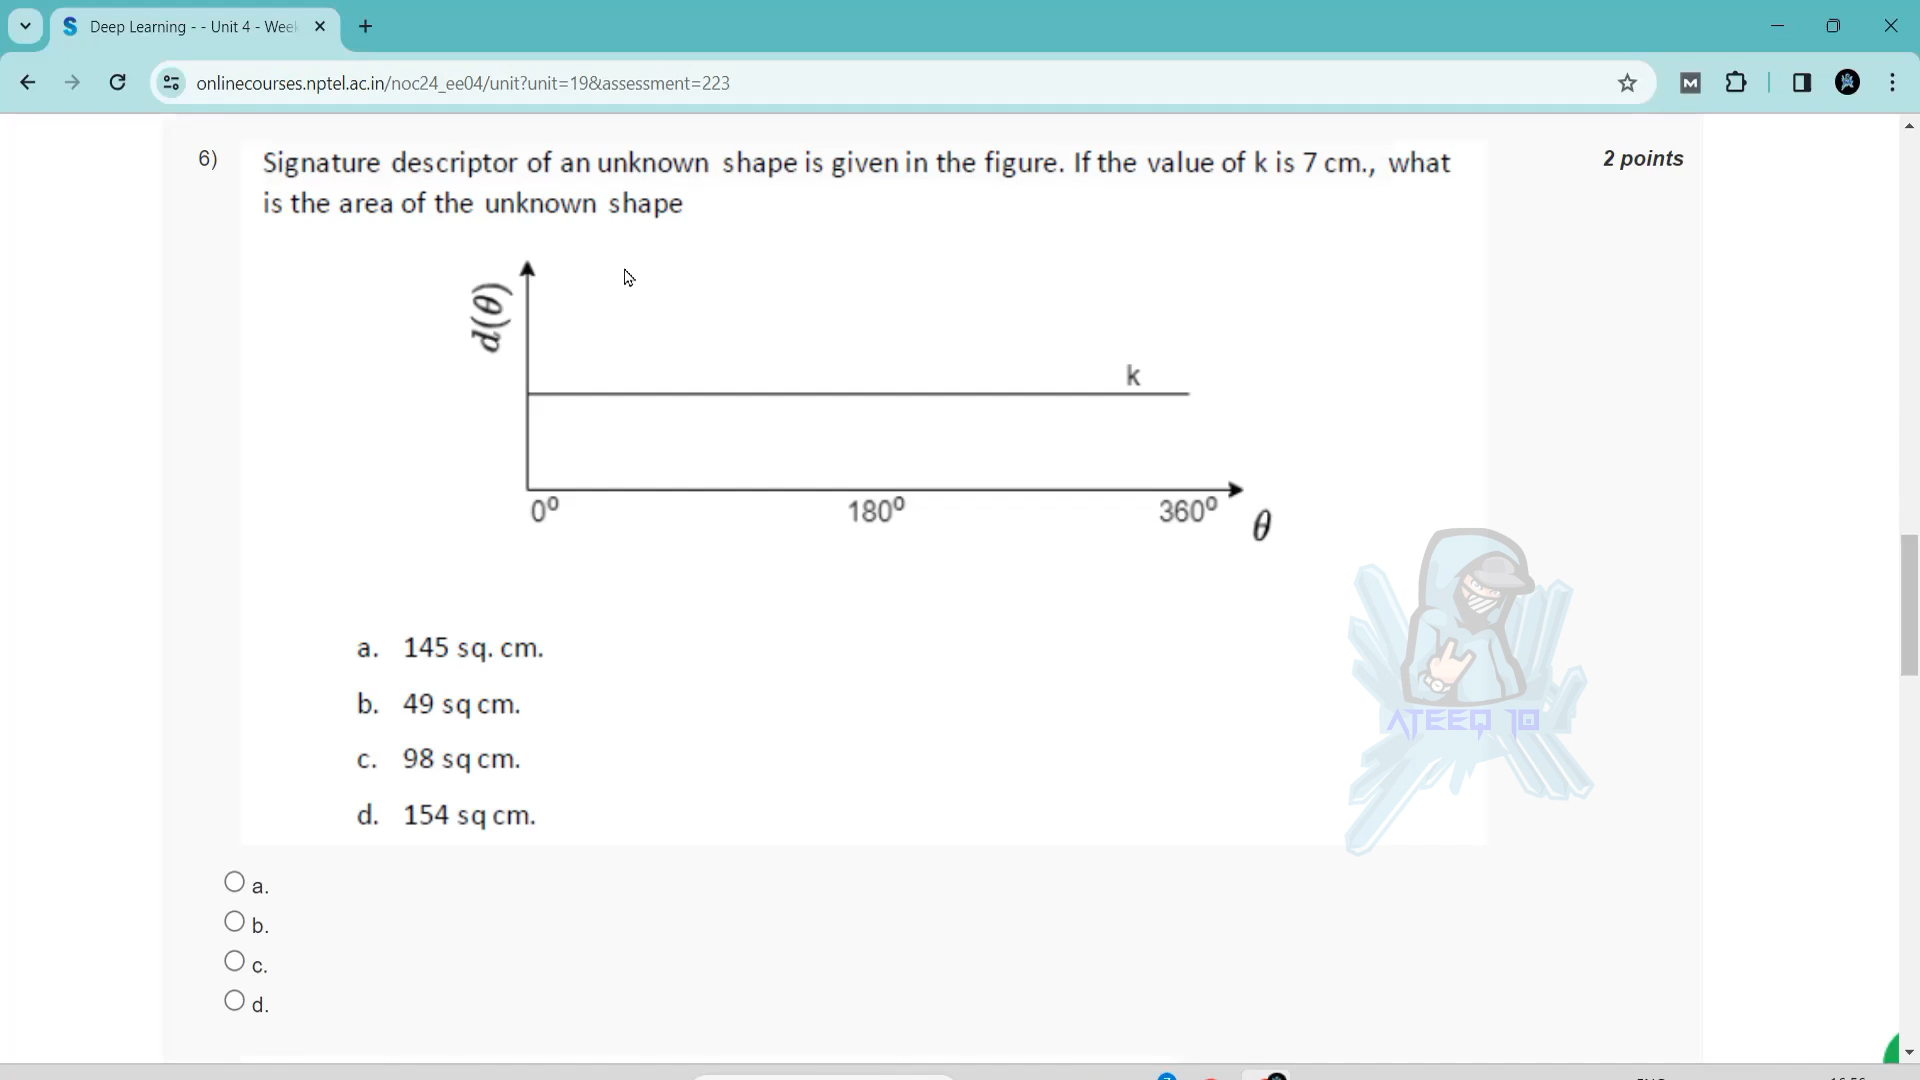 Deep Learning - - Unit 4 - Week
onlinecourses.nptel.ac.in/noc24_ee04/unit?unit=19&assessment=223
6) Signature descriptor of an unknown shape is given in the figure. If the value of k is 7 cm., what 2 points
is the area of the unknown shape
d(θ)
k
0⁰ 180⁰ 360⁰ θ
a. 145 sq. cm.
b. 49 sq cm.
c. 98 sq cm.
d. 154 sq cm.
ATEEQ 10
a.
b.
c.
d.